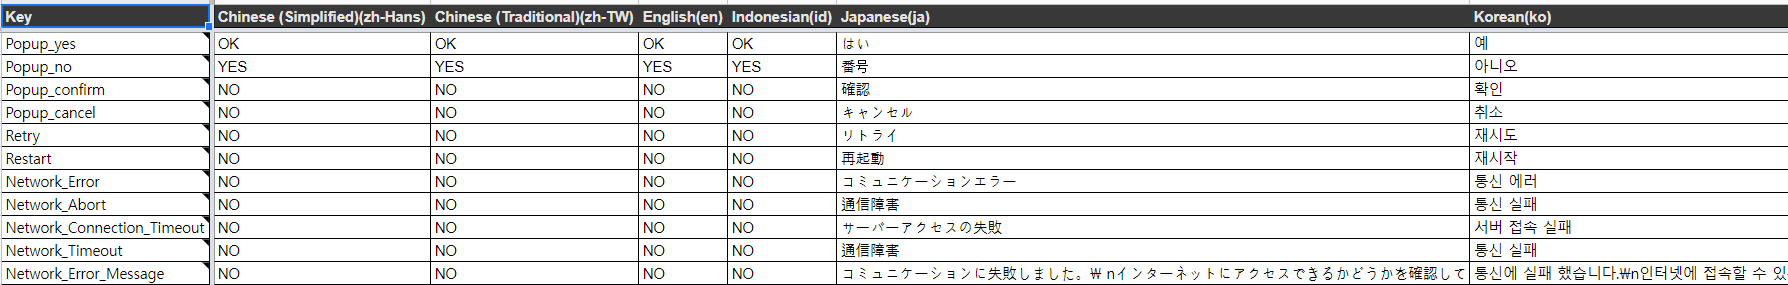 Key Chinese (Simplified)(zh-Hans) Chinese (Traditional)(zh-TW) English(en) Indonesian(id) Japanese(ja) Korean(ko)
Popup_yes OK OK OK OK はい 예
Popup_no YES YES YES YES 番号 아니오
Popup_confirm NO NO NO NO 確認 확인
Popup_cancel NO NO NO NO キャンセル 취소
Retry NO NO NO NO リトライ 재시도
Restart NO NO NO NO 再起動 재시작
Network_Error NO NO NO NO コミュニケーションエラー 통신 에러
Network_Abort NO NO NO NO 通信障害 통신 실패
Network_Connection_Timeout NO NO NO NO サーバーアクセスの失敗 서버 접속 실패
Network_Timeout NO NO NO NO 通信障害 통신 실패
Network_Error_Message NO NO NO NO コミュニケーションに失敗しました。₩ nインターネットにアクセスできるかどうかを確認して 통신에 실패 했습니다.₩n인터넷에 접속할 수 있